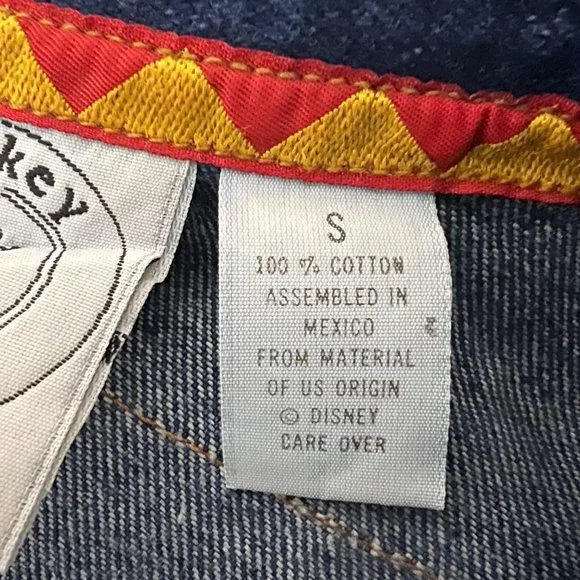 key
S
100 % COTTON
ASSEMBLED IN
MEXICO
FROM MATERIAL
OF US ORIGIN
© DISNEY
CARE OVER